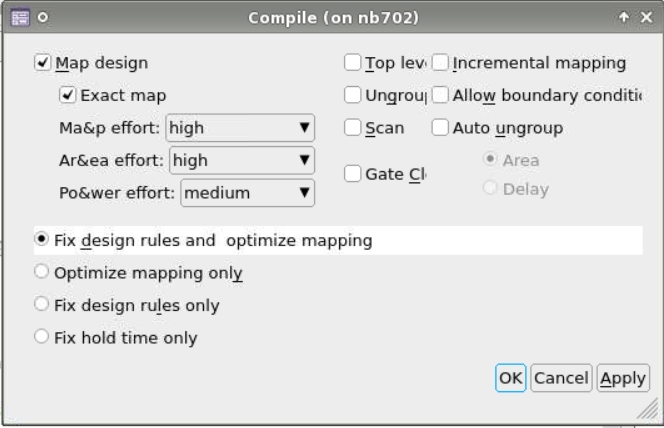 Compile (on nb702)
Map design
Top lev
Incremental mapping
Exact map
Ungrou
Allow boundary conditi
Ma&p effort: high
Scan
Auto ungroup
Ar&ea effort: high
Area
Gate Cl
Po&wer effort: medium
Delay
Fix design rules and  optimize mapping
Optimize mapping only
Fix design rules only
Fix hold time only
OK
Cancel
Apply